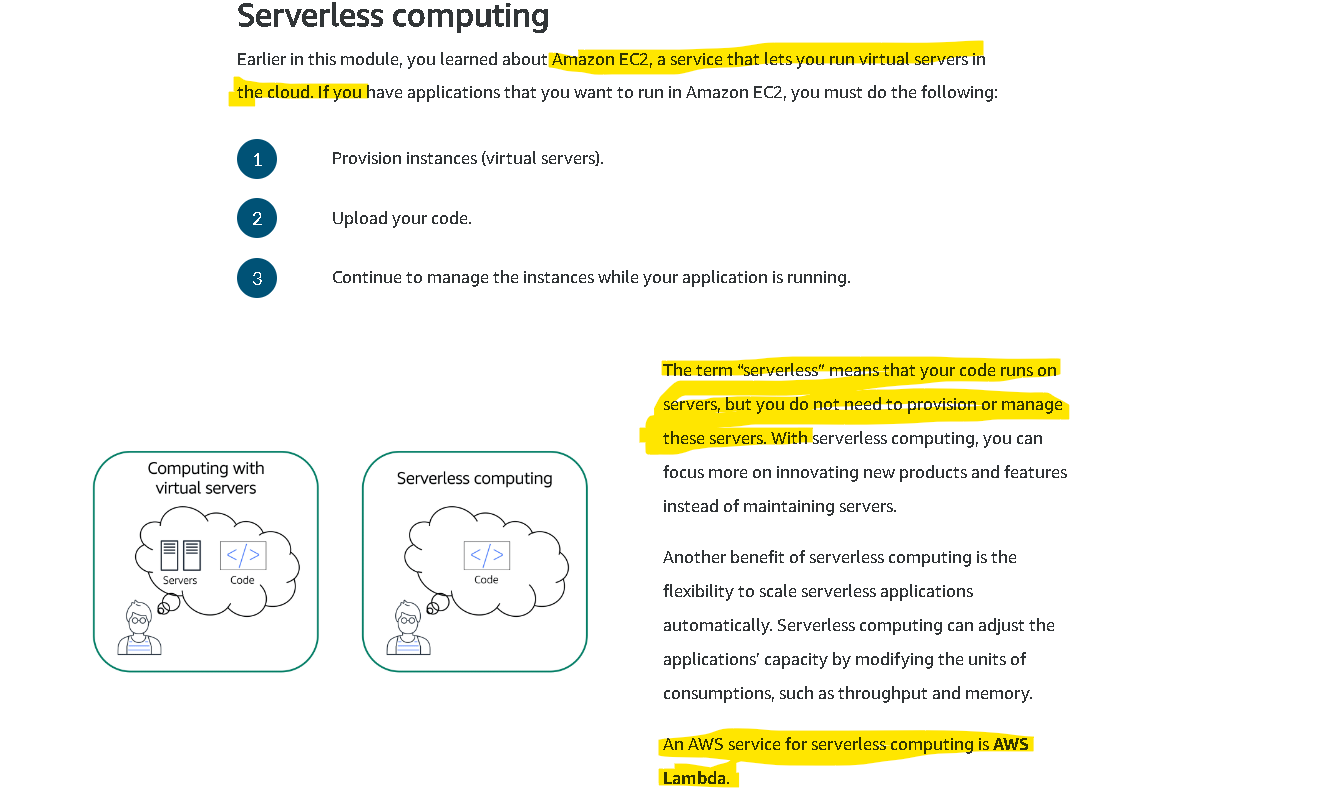 Serverless computing
Earlier in this module, you learned about Amazon EC2, a service that lets you run virtual servers in
the cloud. If you have applications that you want to run in Amazon EC2, you must do the following:
1 Provision instances (virtual servers).
2 Upload your code.
3 Continue to manage the instances while your application is running.
Computing with
virtual servers
</>
Servers Code
Serverless computing
</>
Code
The term “serverless” means that your code runs on
servers, but you do not need to provision or manage
these servers. With serverless computing, you can
focus more on innovating new products and features
instead of maintaining servers.
Another benefit of serverless computing is the
flexibility to scale serverless applications
automatically. Serverless computing can adjust the
applications’ capacity by modifying the units of
consumptions, such as throughput and memory.
An AWS service for serverless computing is AWS
Lambda.